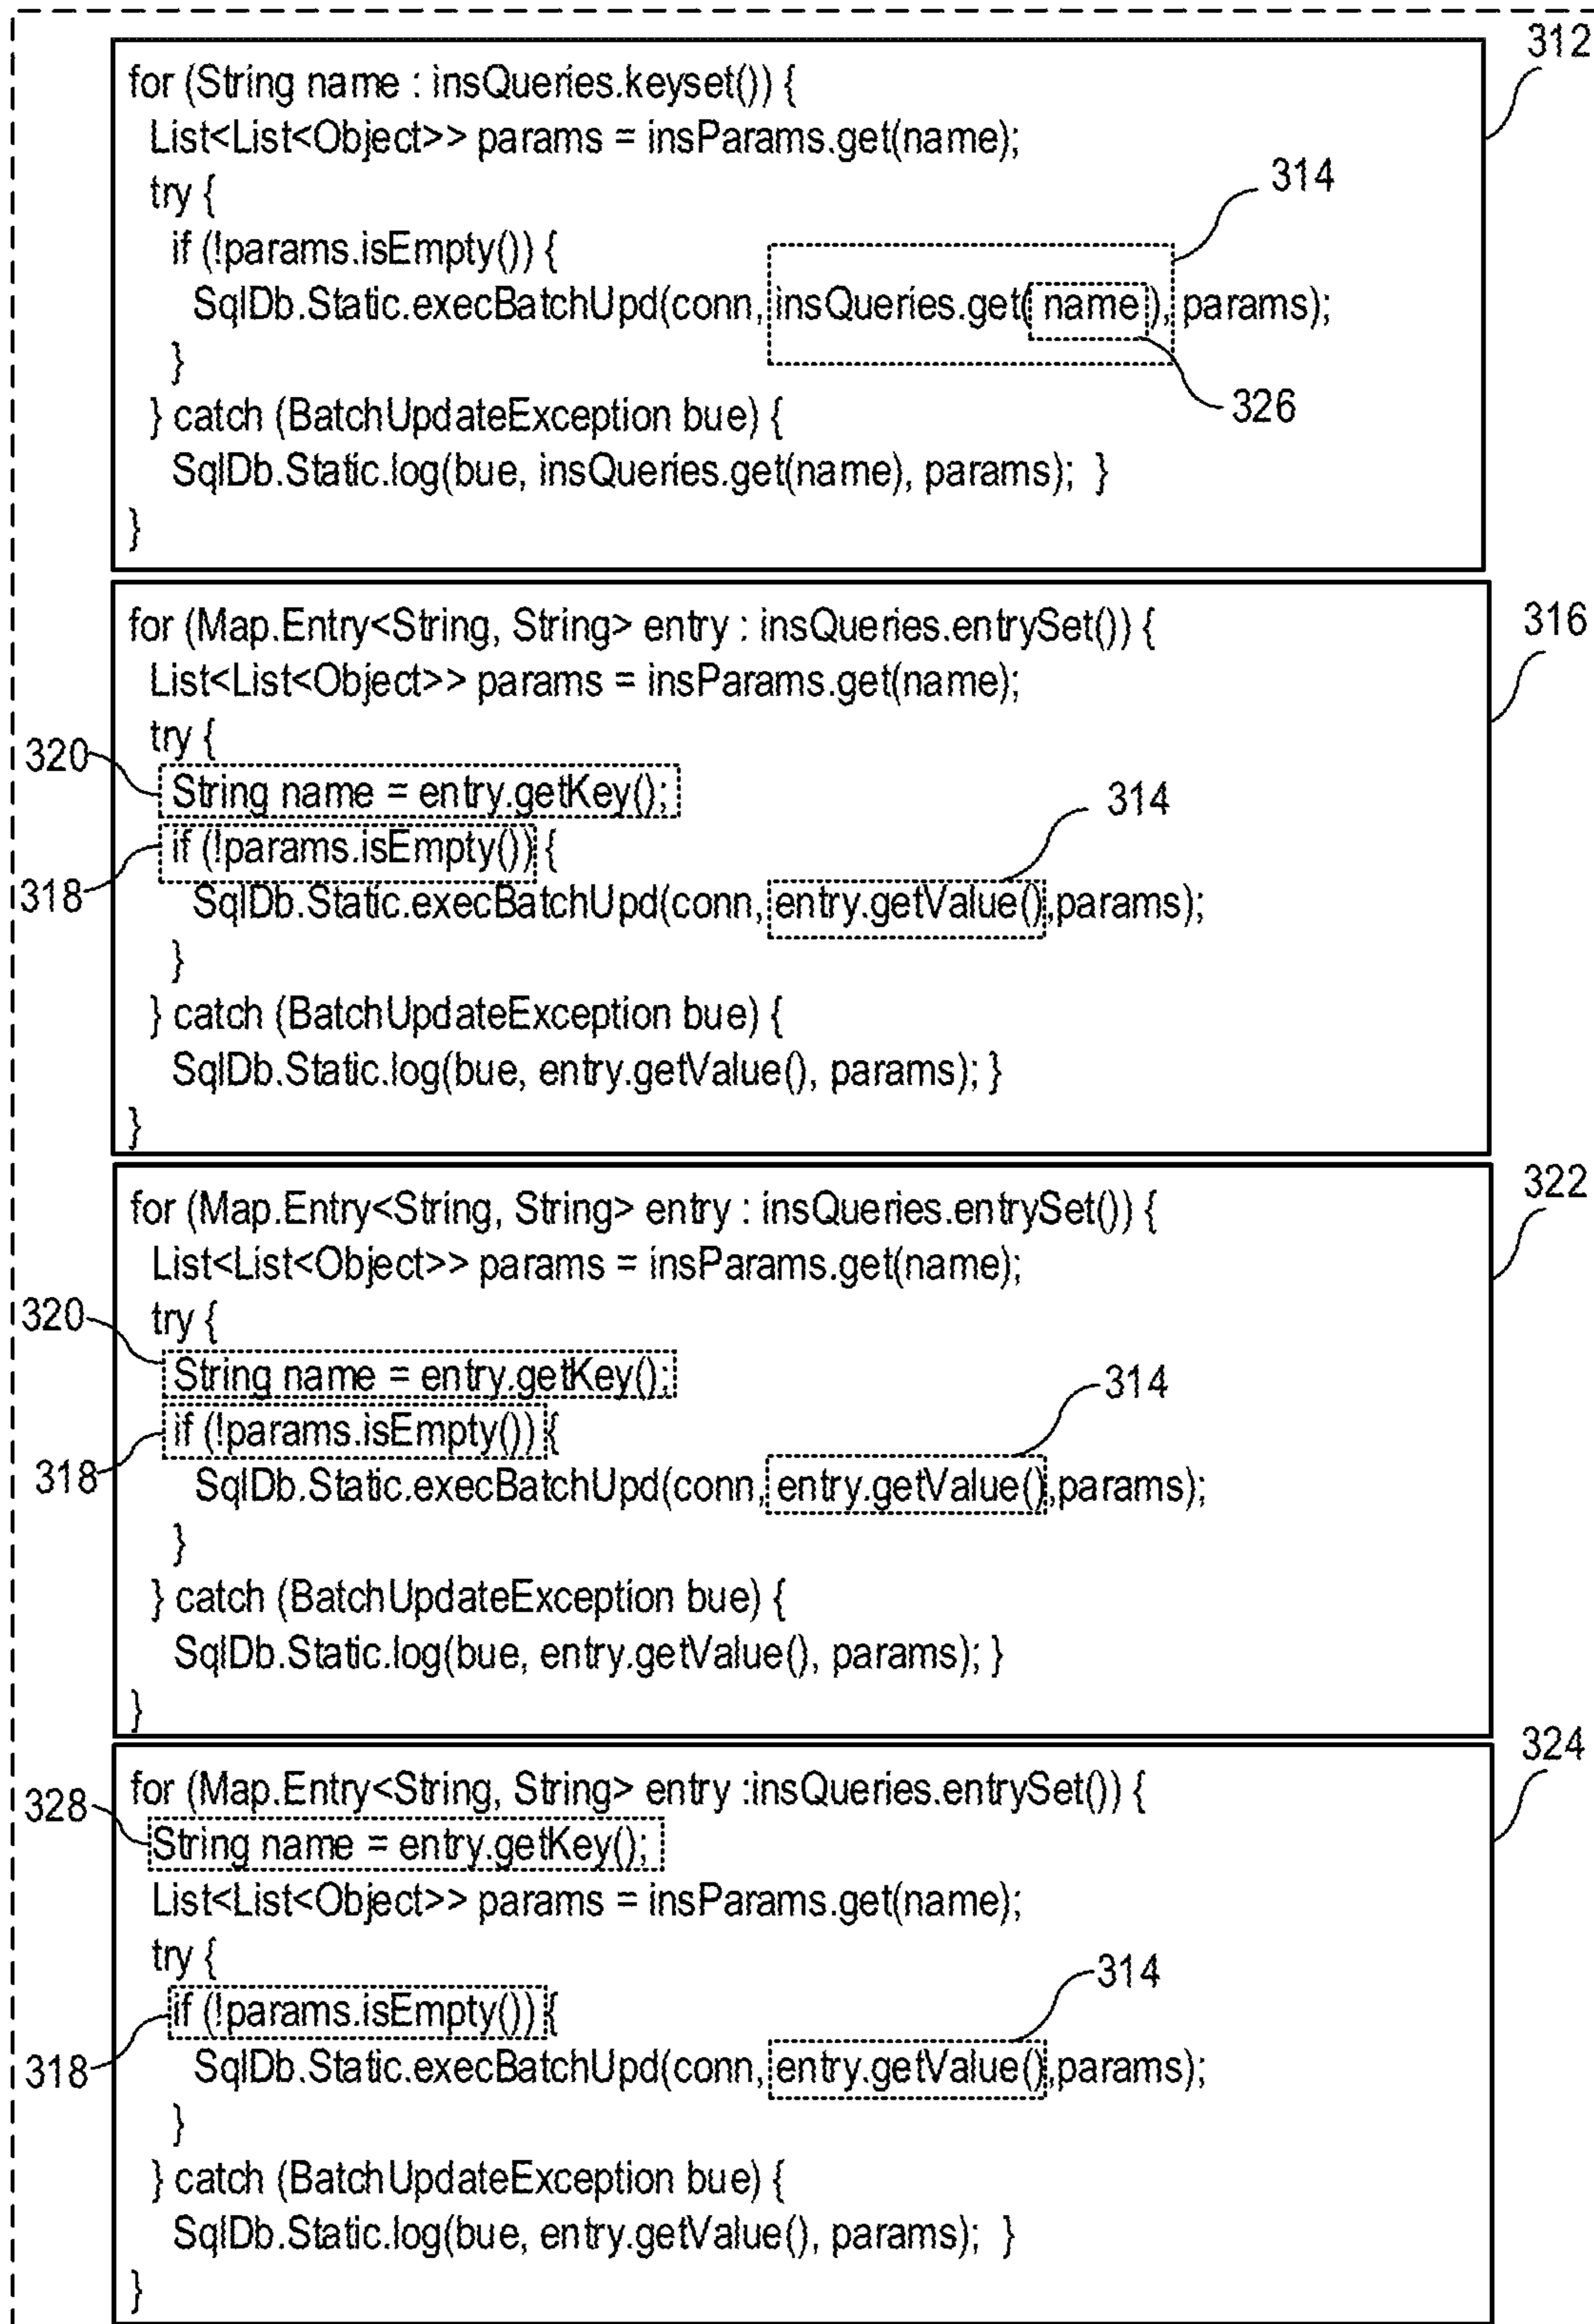 312
for (String name : insQueries.keyset()) {
List<List<Object>> params = insParams.get(name);
314
try {
if (!params.isEmpty()) {
SqlDb.Static.execBatchUpd(conn, insQueries.get( name ), params);
}
326
} catch (BatchUpdateException bue) {
SqlDb.Static.log(bue, insQueries.get(name), params); }
}
316
for (Map.Entry<String, String> entry : insQueries.entrySet()) {
List<List<Object>> params = insParams.get(name);
try {
320
String name = entry.getKey();
314
if (!params.isEmpty()) {
318
SqlDb.Static.execBatchUpd(conn, entry.getValue(),params);
}
} catch (BatchUpdateException bue) {
SqlDb.Static.log(bue, entry.getValue(), params); }
}
322
for (Map.Entry<String, String> entry : insQueries.entrySet()) {
List<List<Object>> params = insParams.get(name);
320
try {
String name = entry.getKey();
314
if (!params.isEmpty()) {
318
SqlDb.Static.execBatchUpd(conn, entry.getValue(),params);
}
} catch (BatchUpdateException bue) {
SqlDb.Static.log(bue, entry.getValue(), params); }
}
324
for (Map.Entry<String, String> entry :insQueries.entrySet()) {
328
String name = entry.getKey();
List<List<Object>> params = insParams.get(name);
try {
314
if (!params.isEmpty()) {
318
SqlDb.Static.execBatchUpd(conn, entry.getValue(),params);
}
} catch (BatchUpdateException bue) {
SqlDb.Static.log(bue, entry.getValue(), params); }
}